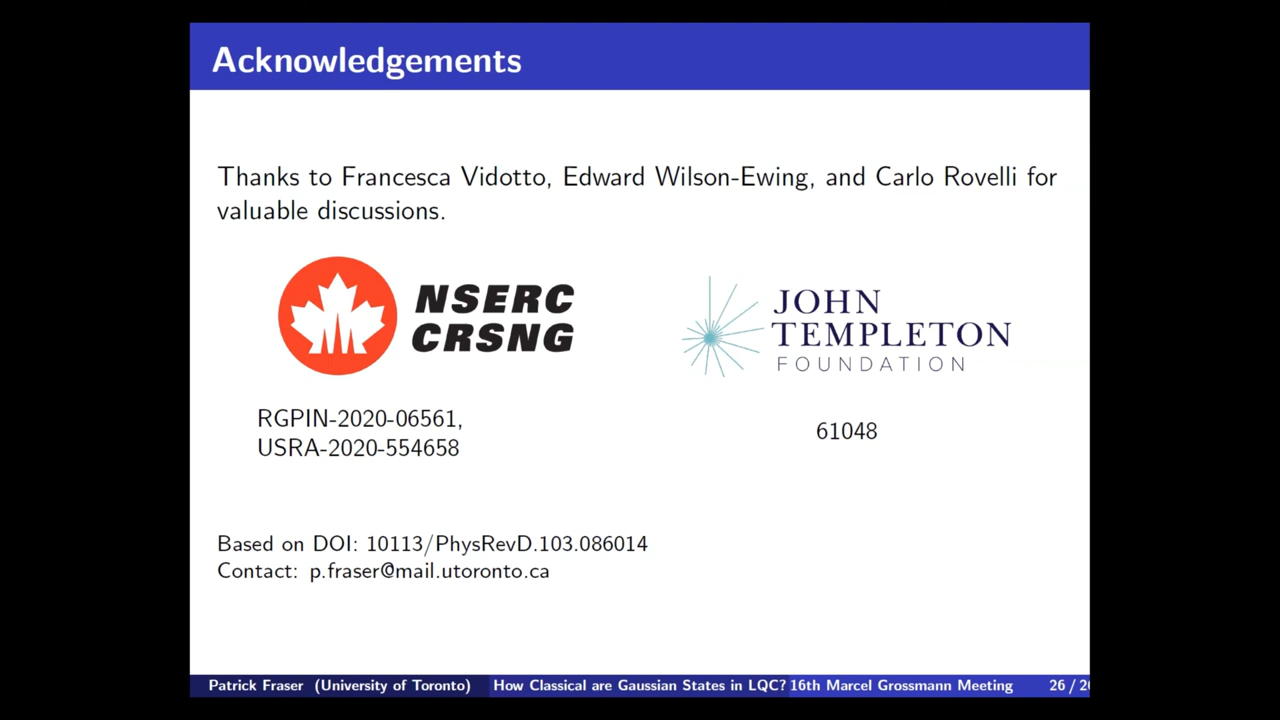 Acknowledgements
Thanks to Francesca Vidotto, Edward Wilson-Ewing, and Carlo Rovelli for
valuable discussions.
NSERC
CRSNG
JOHN
TEMPLETON
FOUNDATION
RGPIN-2020-06561,
USRA-2020-554658
61048
Based on DOI: 10113/PhysRevD.103.086014
Contact: p.fraser@mail.utoronto.ca
Patrick Fraser (University of Toronto) How Classical are Gaussian States in LQC? 16th Marcel Grossmann Meeting 26 / 26